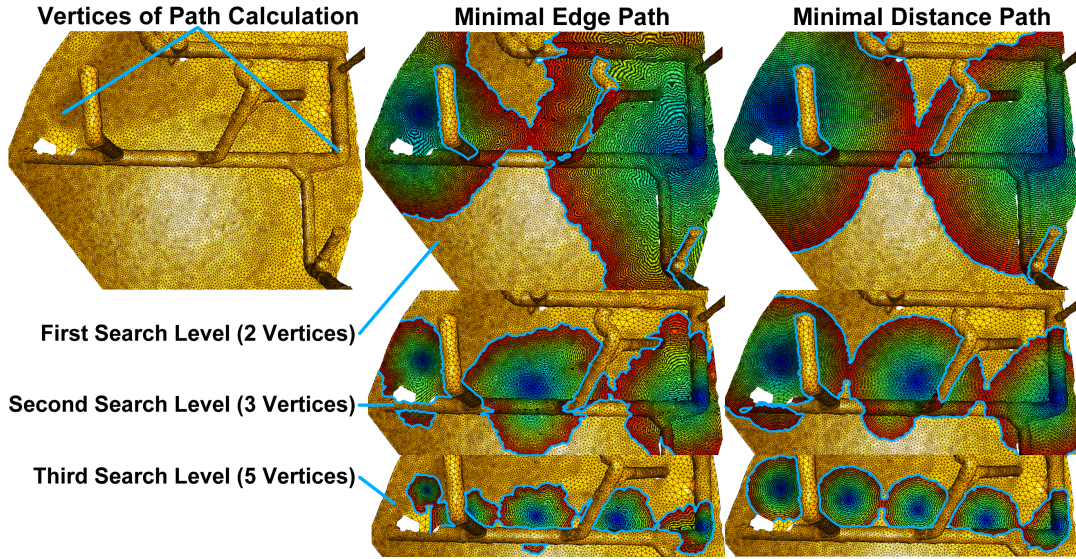 Vertices of Path Calculation
Minimal Edge Path
Minimal Distance Path
First Search Level (2 Vertices)
Second Search Level (3 Vertices)
Third Search Level (5 Vertices)